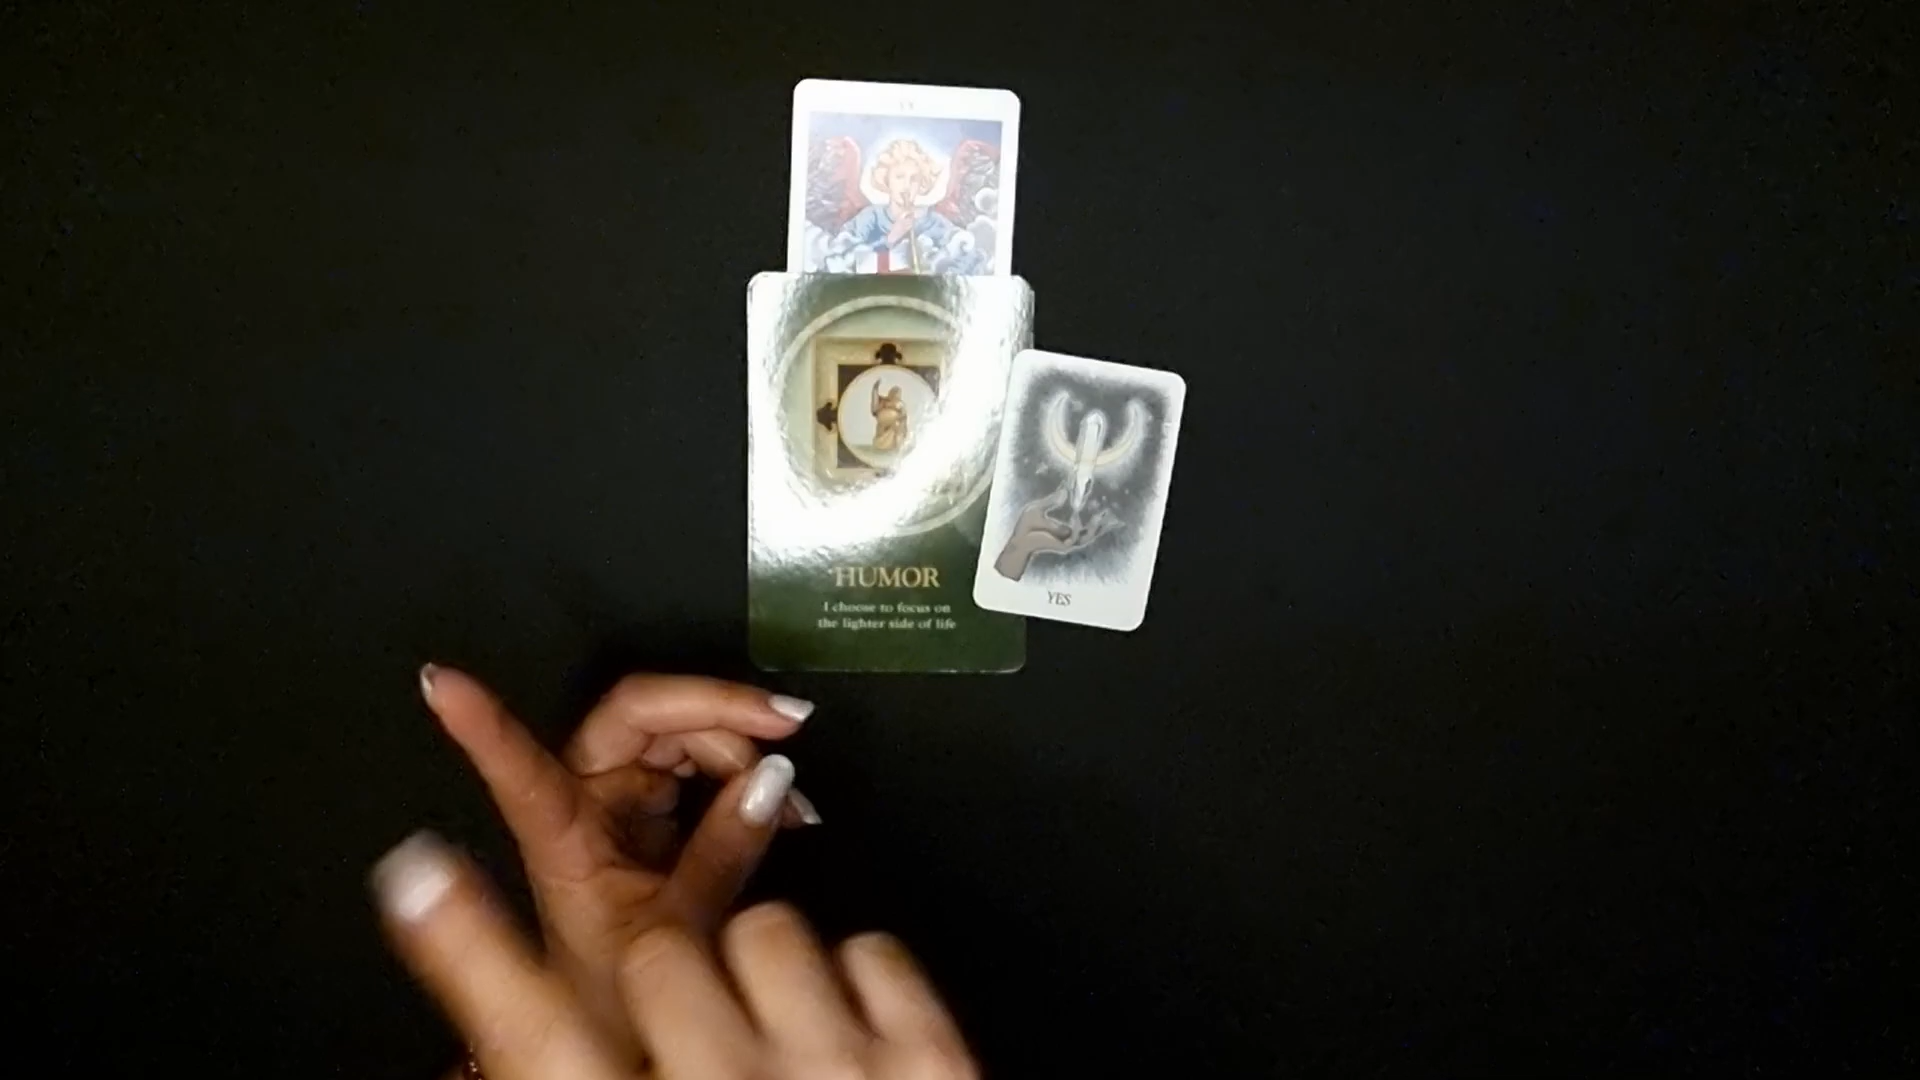 HUMOR
I choose to focus on
the lighter side of life
YES